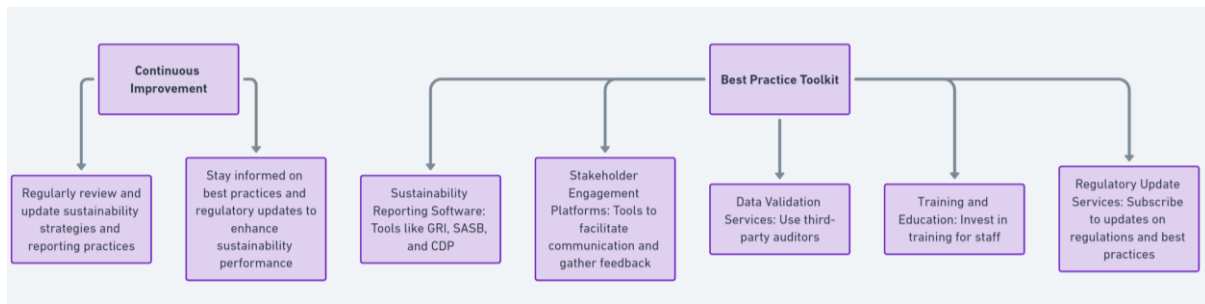 Continuous
Improvement
Best Practice Toolkit
Regularly review and
update sustainability
strategies and
reporting practices
Stay informed on
best practices and
regulatory updates to
enhance
sustainability
performance
Sustainability
Reporting Software:
Tools like GRI, SASB,
and CDP
Stakeholder
Engagement
Platforms: Tools to
facilitate
communication and
gather feedback
Data Validation
Services: Use third-
party auditors
Training and
Education: Invest in
training for staff
Regulatory Update
Services: Subscribe
to updates on
regulations and best
practices